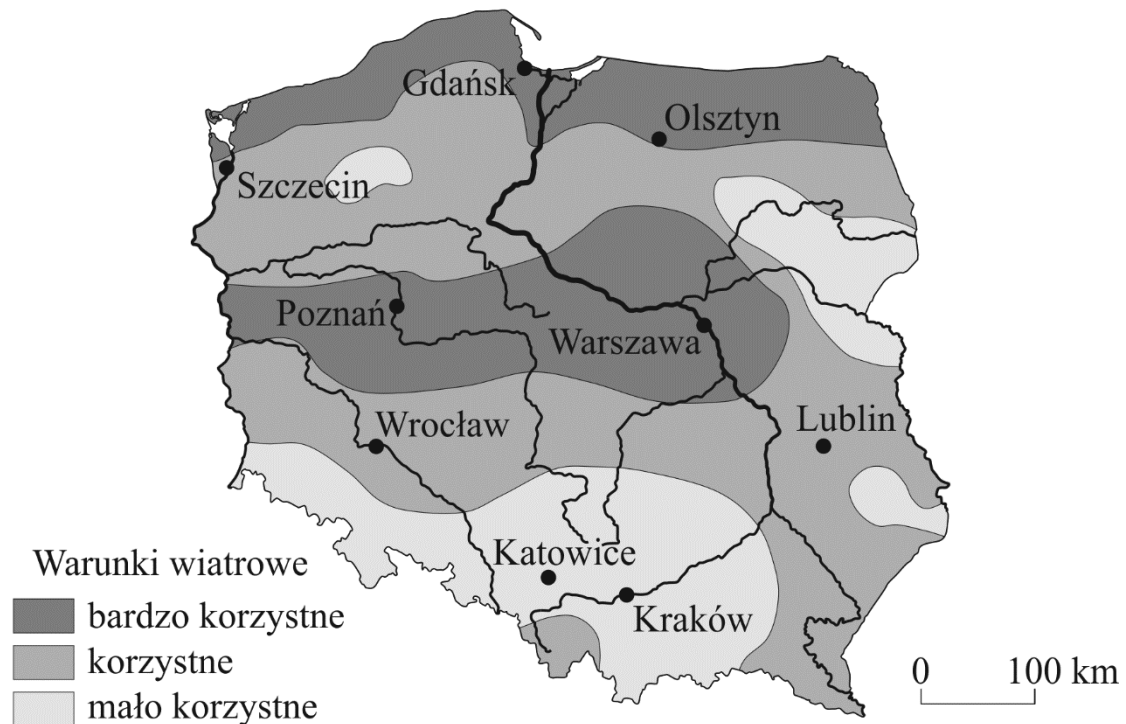 Gdańsk
Olsztyn
Szczecin
Poznań
Warszawa
Wrocław
Lublin
Katowice
Kraków
Warunki wiatrowe
bardzo korzystne
korzystne
mało korzystne
0 100 km